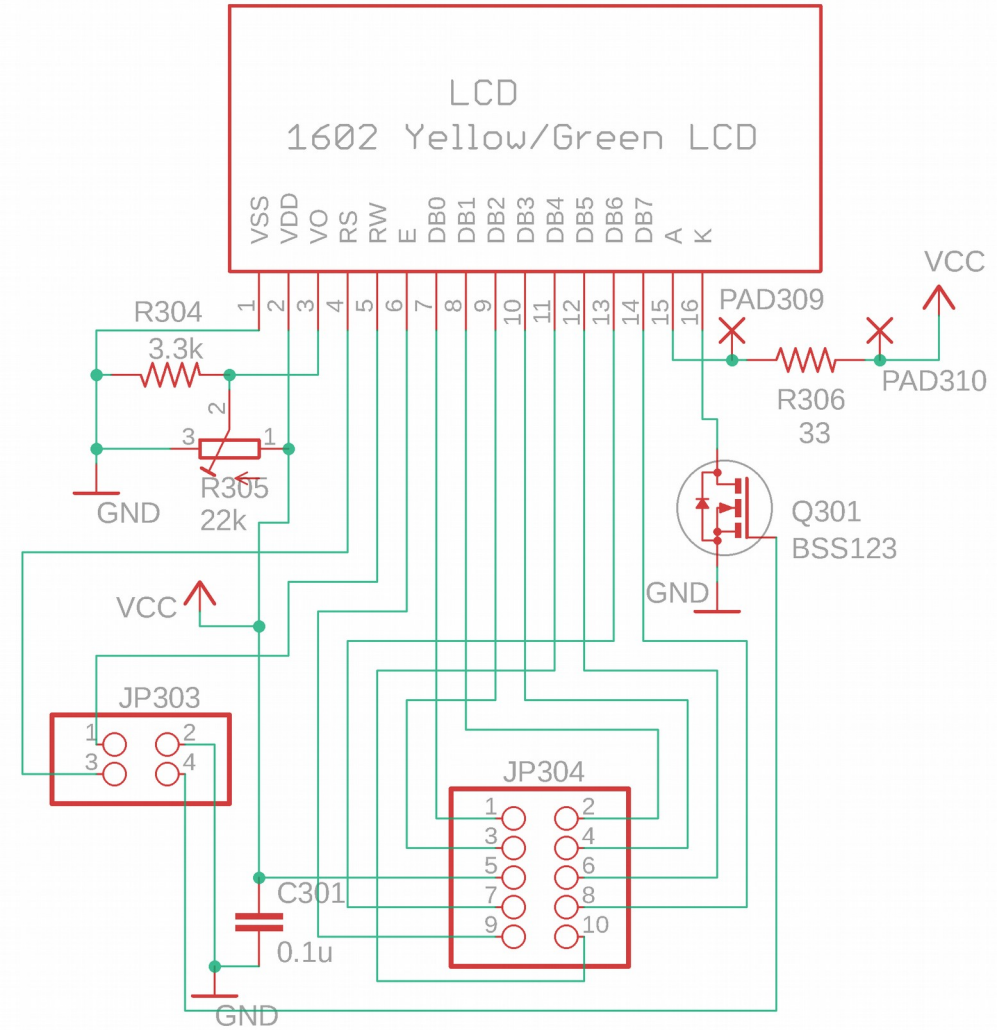 LCD
1602 Yellow/Green LCD
VSS
VDD
VO
RS
RW
E
DB0
DB1
DB2
DB3
DB4
DB5
DB6
DB7
A
K
1
2
3
4
5
6
7
8
9
10
11
12
13
14
15
16
VCC
PAD309
R304
3.3k
PAD310
R306
33
2
3
1
R305
22k
GND
Q301
BSS123
GND
VCC
JP303
1
2
3
4
JP304
1
2
3
4
5
6
7
8
9
10
C301
0.1u
GND